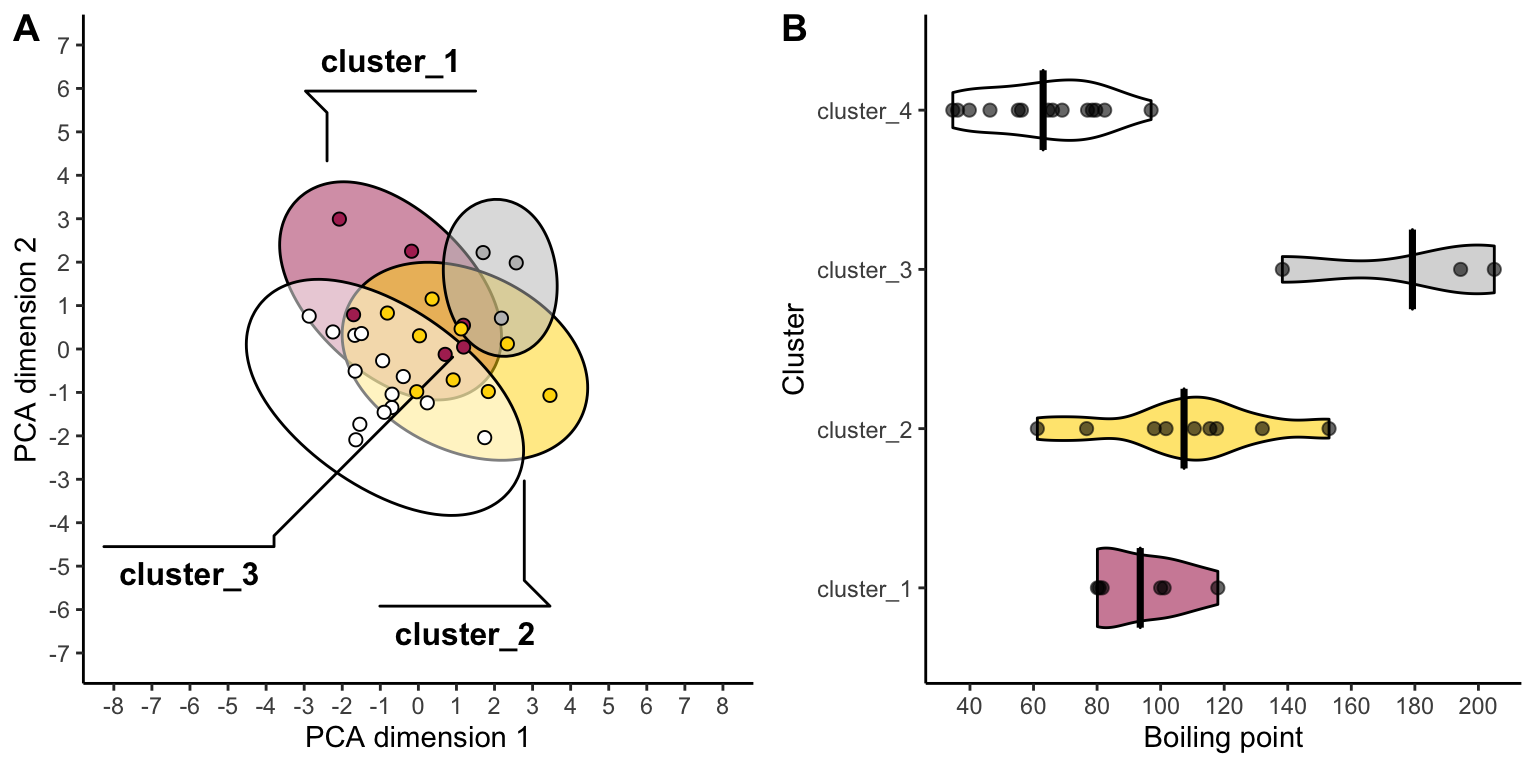 A
cluster_1
7
6
5
4
3
2
1
0
-1
-2
-3
-4
-5
-6
-7
PCA dimension 2
cluster_3
cluster_2
-8 -7 -6 -5 -4 -3 -2 -1 0 1 2 3 4 5 6 7 8
PCA dimension 1
B
Cluster
cluster_4
cluster_3
cluster_2
cluster_1
40 60 80 100 120 140 160 180 200
Boiling point